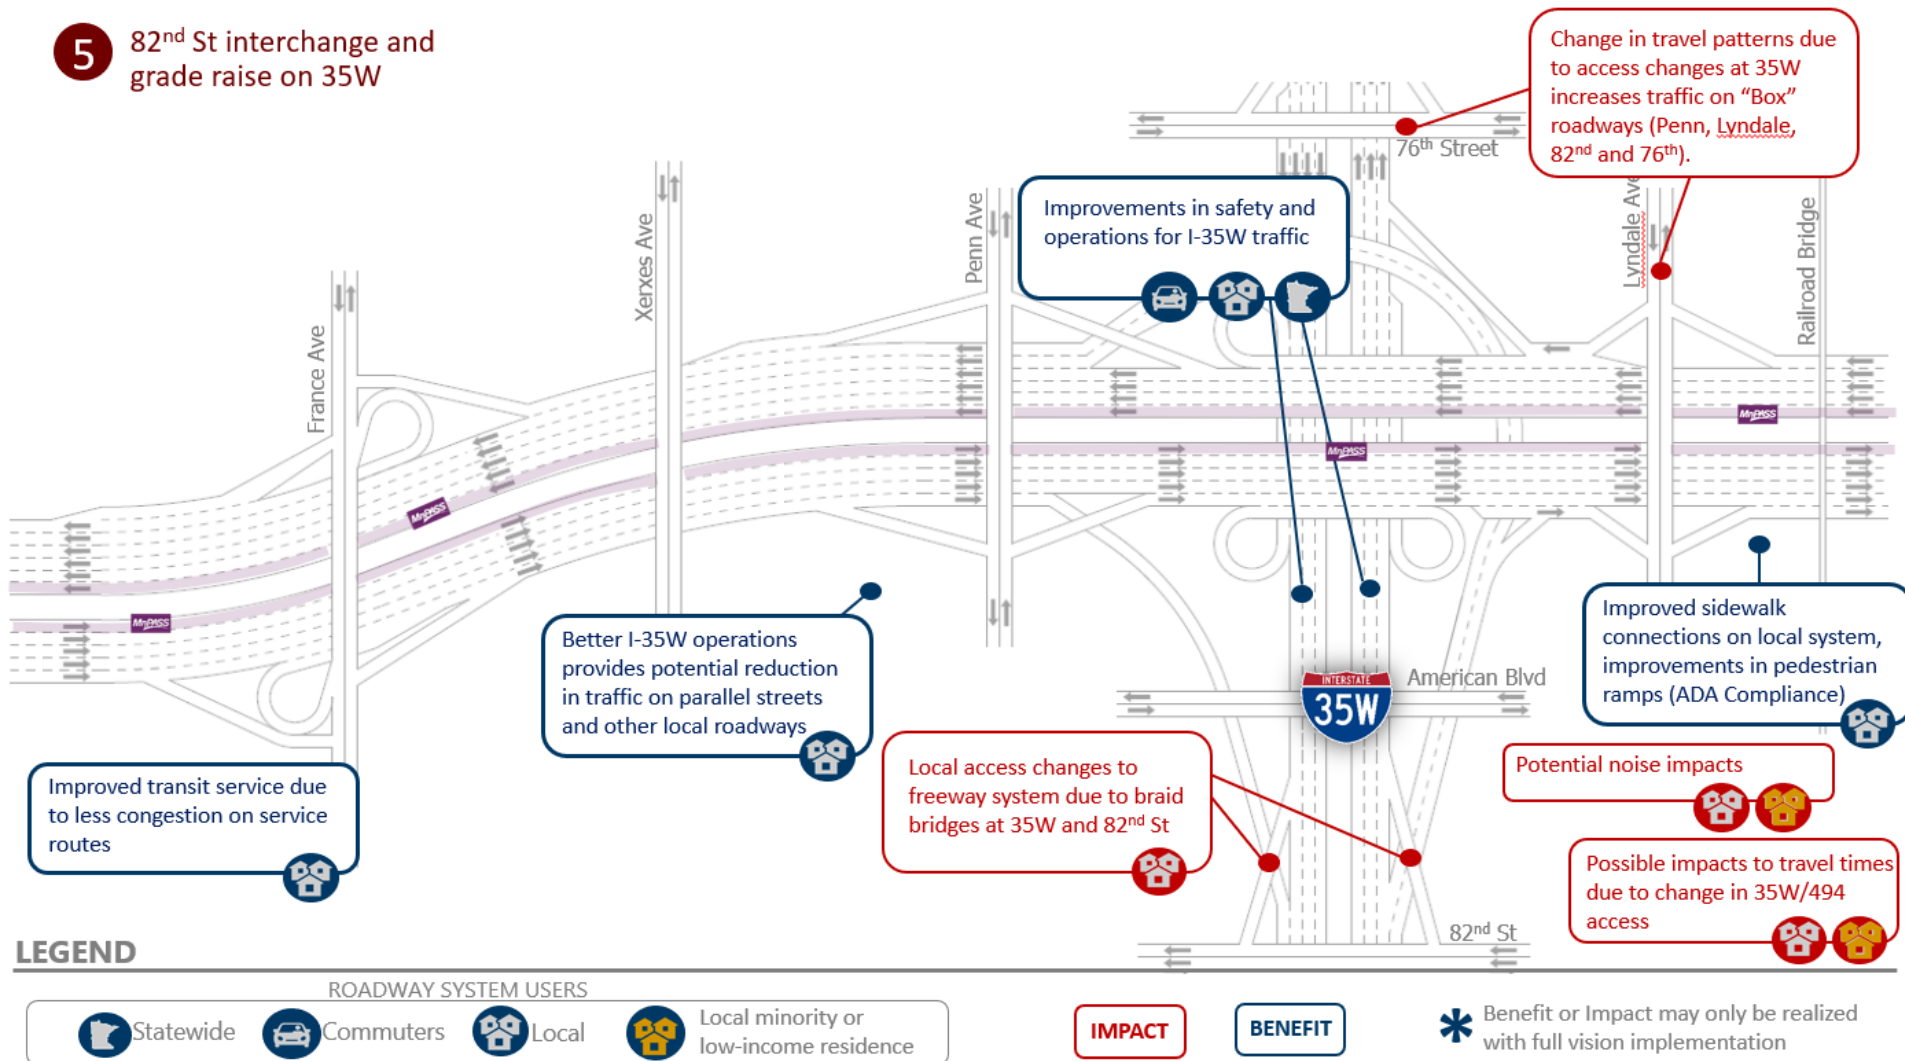 5
82nd St interchange and
grade raise on 35W
Change in travel patterns due
to access changes at 35W
increases traffic on “Box”
roadways (Penn, Lyndale,
82nd and 76th).
76th Street
Improvements in safety and
operations for I-35W traffic
France Ave
Xerxes Ave
Penn Ave
Lyndale Ave
Railroad Bridge
MnPASS
MnPASS
MnPASS
MnPASS
Better I-35W operations
provides potential reduction
in traffic on parallel streets
and other local roadways
INTERSTATE
35W
American Blvd
Improved sidewalk
connections on local system,
improvements in pedestrian
ramps (ADA Compliance)
Improved transit service due
to less congestion on service
routes
Local access changes to
freeway system due to braid
bridges at 35W and 82nd St
Potential noise impacts
Possible impacts to travel times
due to change in 35W/494
access
82nd St
LEGEND
ROADWAY SYSTEM USERS
Statewide
Commuters
Local
Local minority or
low-income residence
IMPACT
BENEFIT
* Benefit or Impact may only be realized
with full vision implementation